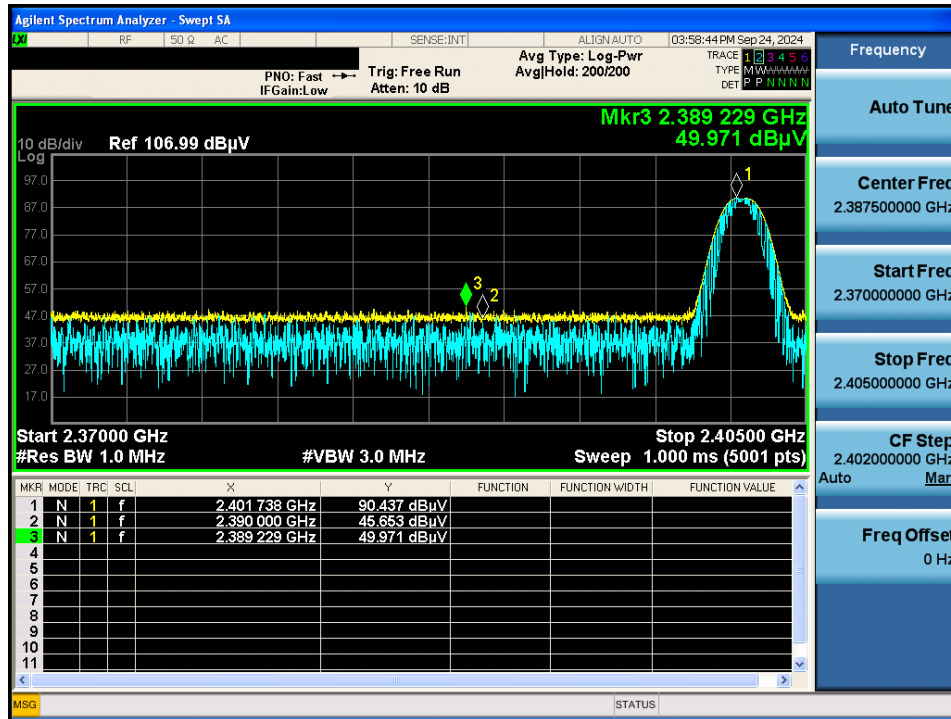 Agilent Spectrum Analyzer - Swept SA
LXI RF 50 Ω AC SENSE:INT ALIGN AUTO 03:58:44 PM Sep 24, 2024
Frequency
PNO: Fast
IFGain:Low
Trig: Free Run
Atten: 10 dB
Avg Type: Log-Pwr
Avg|Hold: 200/200
TRACE 1 2 3 4 5 6
TYPE M W W W W W
DET P P N N N N
Auto Tune
Mkr3 2.389 229 GHz
49.971 dBµV
10 dB/div Ref 106.99 dBµV
Log
97.0
87.0
77.0
67.0
57.0
47.0
37.0
27.0
17.0
1
3
2
Center Freq
2.387500000 GHz
Start Freq
2.370000000 GHz
Stop Freq
2.405000000 GHz
Start 2.37000 GHz Stop 2.40500 GHz
#Res BW 1.0 MHz #VBW 3.0 MHz Sweep 1.000 ms (5001 pts)
CF Step
2.402000000 GHz
Auto Man
Freq Offset
0 Hz
MKR MODE TRC SCL X Y FUNCTION FUNCTION WIDTH FUNCTION VALUE
1 N 1 f 2.401 738 GHz 90.437 dBµV
2 N 1 f 2.390 000 GHz 45.653 dBµV
3 N 1 f 2.389 229 GHz 49.971 dBµV
4
5
6
7
8
9
10
11
MSG STATUS